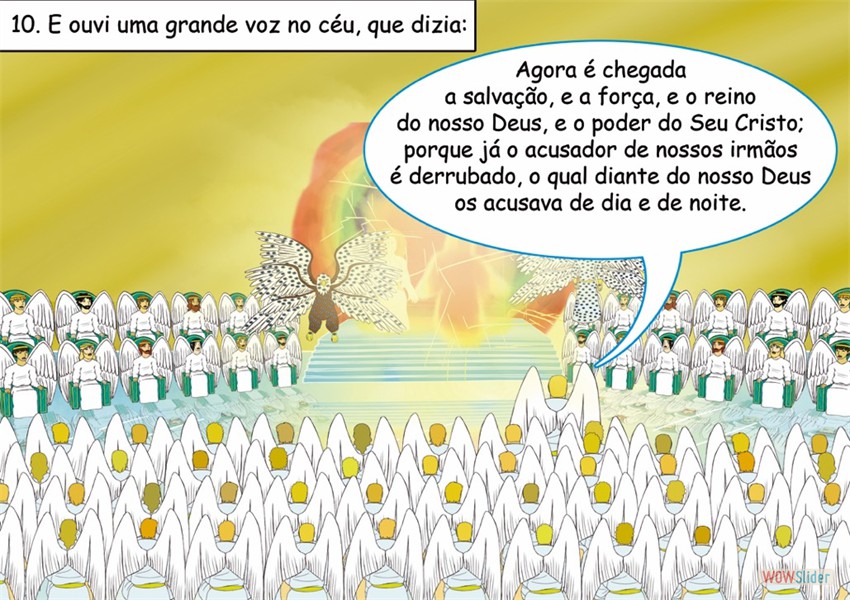 10. E ouvi uma grande voz no céu, que dizia:
Agora é chegada
a salvação, e a força, e o reino
do nosso Deus, e o poder do Seu Cristo;
porque já o acusador de nossos irmãos
é derrubado, o qual diante do nosso Deus
os acusava de dia e de noite.
WOWSlider